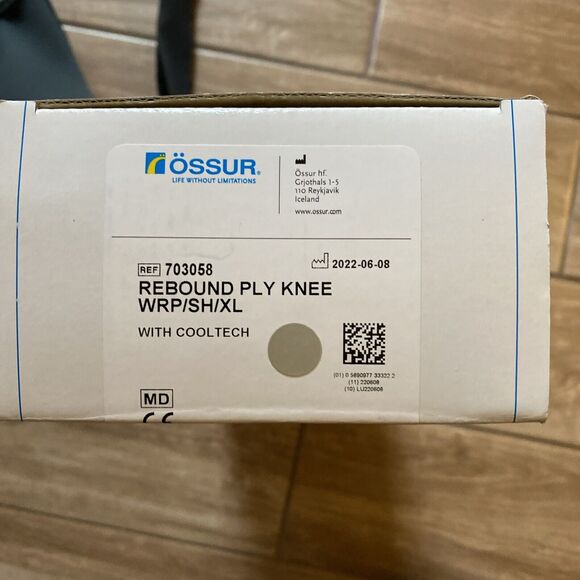 ÖSSUR®
LIFE WITHOUT LIMITATIONS
Össur hf.
Grjothals 1-5
110 Reykjavik
Iceland
www.ossur.com
REF 703058
2022-06-08
REBOUND PLY KNEE
WRP/SH/XL
WITH COOLTECH
(01) 0 5690977 33322 2
(11) 220608
(10) LU220608
MD
CE